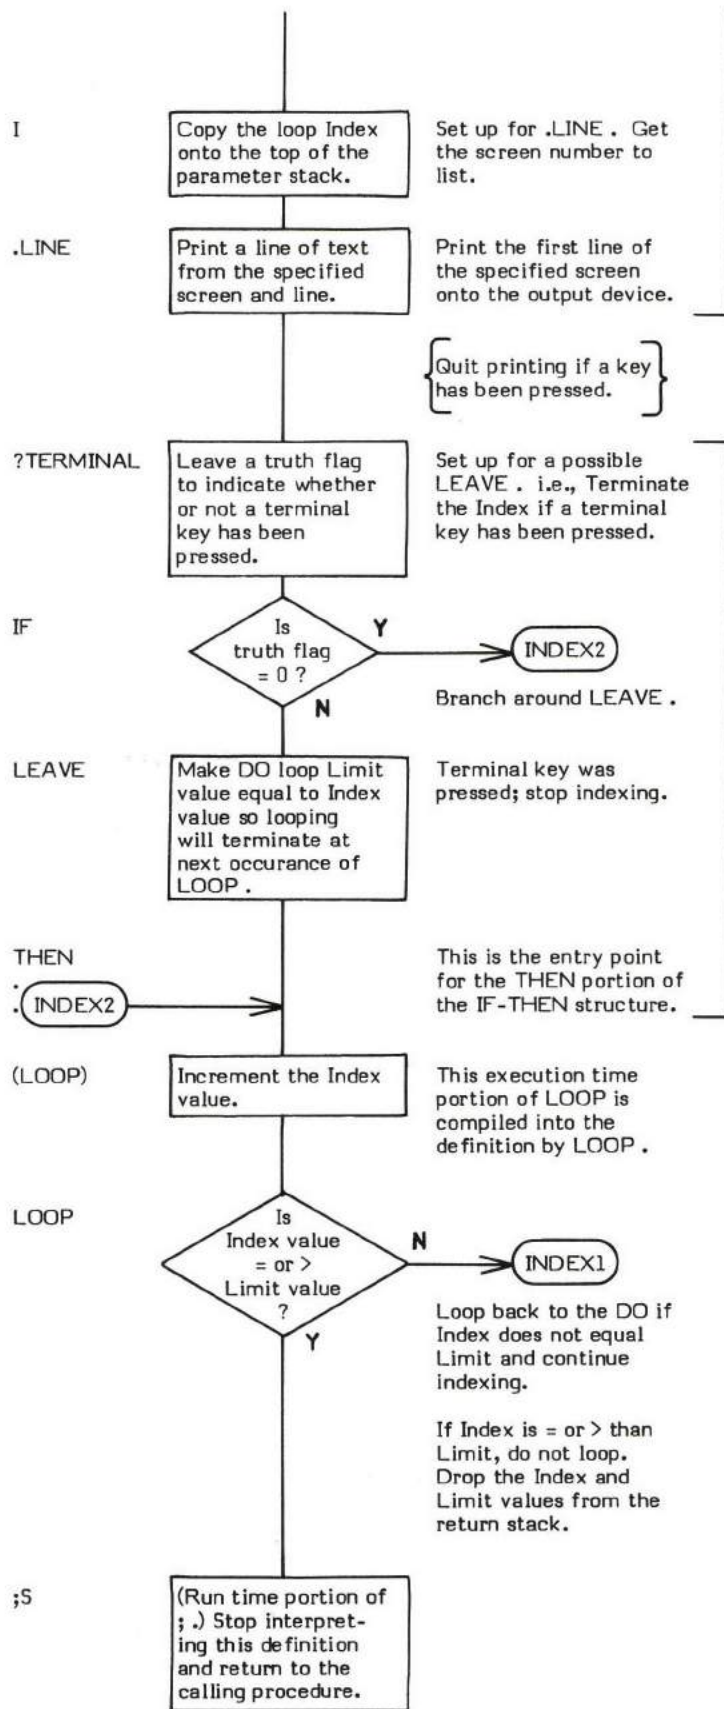 I
Copy the loop Index
onto the top of the
parameter stack.
Set up for .LINE . Get
the screen number to
list.
.LINE
Print a line of text
from the specified
screen and line.
Print the first line of
the specified screen
onto the output device.
Quit printing if a key
has been pressed.
?TERMINAL
Leave a truth flag
to indicate whether
or not a terminal
key has been
pressed.
Set up for a possible
LEAVE . i.e., Terminate
the Index if a terminal
key has been pressed.
IF
Is
truth flag
= 0 ?
Y
INDEX2
N
Branch around LEAVE .
LEAVE
Make DO loop Limit
value equal to Index
value so looping
will terminate at
next occurance of
LOOP .
Terminal key was
pressed; stop indexing.
THEN
: INDEX2
This is the entry point
for the THEN portion of
the IF-THEN structure.
(LOOP)
Increment the Index
value.
This execution time
portion of LOOP is
compiled into the
definition by LOOP .
LOOP
Is
Index value
= or >
Limit value
?
N
INDEX1
Y
Loop back to the DO if
Index does not equal
Limit and continue
indexing.
If Index is = or > than
Limit, do not loop.
Drop the Index and
Limit values from the
return stack.
;S
(Run time portion of
; .) Stop interpret-
ing this definition
and return to the
calling procedure.